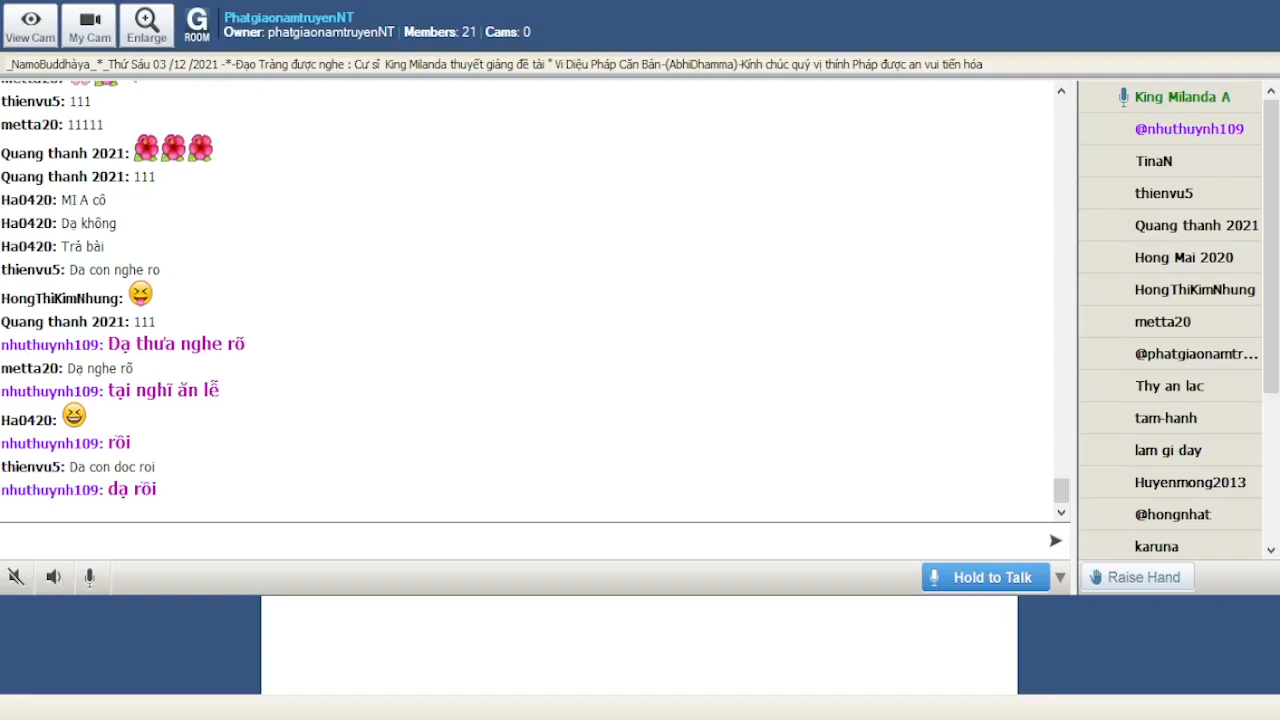 View Cam
My Cam
Enlarge
G
ROOM
PhatgiaonamtruyenNT
Owner: phatgiaonamtruyenNT | Members: 21 | Cams: 0
_NamoBuddhàya_*_Thứ Sáu 03 /12 /2021 -*-Đạo Tràng được nghe : Cư sĩ King Milanda thuyết giảng đề tài " Vi Diệu Pháp Căn Bản-(AbhiDhamma)-Kính chúc quý vị thính Pháp được an vui tiến hóa
metta20:
thienvu5: 111
metta20: 11111
Quang thanh 2021:
Quang thanh 2021: 111
Ha0420: MI A cô
Ha0420: Dạ không
Ha0420: Trả bài
thienvu5: Da con nghe ro
HongThiKimNhung:
Quang thanh 2021: 111
nhuthuynh109: Dạ thưa nghe rõ
metta20: Dạ nghe rõ
nhuthuynh109: tại nghĩ ăn lễ
Ha0420:
nhuthuynh109: rồi
thienvu5: Da con doc roi
nhuthuynh109: dạ rồi
Hold to Talk
King Milanda A
@nhuthuynh109
TinaN
thienvu5
Quang thanh 2021
Hong Mai 2020
HongThiKimNhung
metta20
@phatgiaonamtr...
Thy an lac
tam-hanh
lam gi day
Huyenmong2013
@hongnhat
karuna
Raise Hand